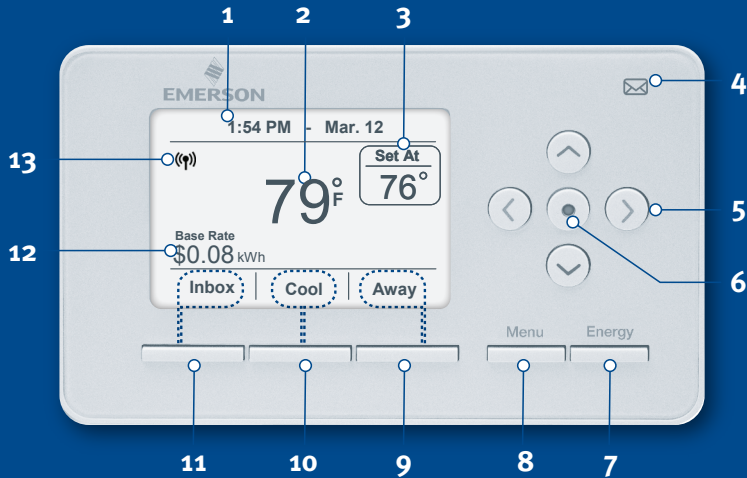 1 2 3
4
EMERSON
1:54 PM - Mar. 12
13
Set At
79°F
76°
5
Base Rate
12
$0.08 kWh
6
Inbox | Cool | Away
Menu Energy
11 10 9 8 7